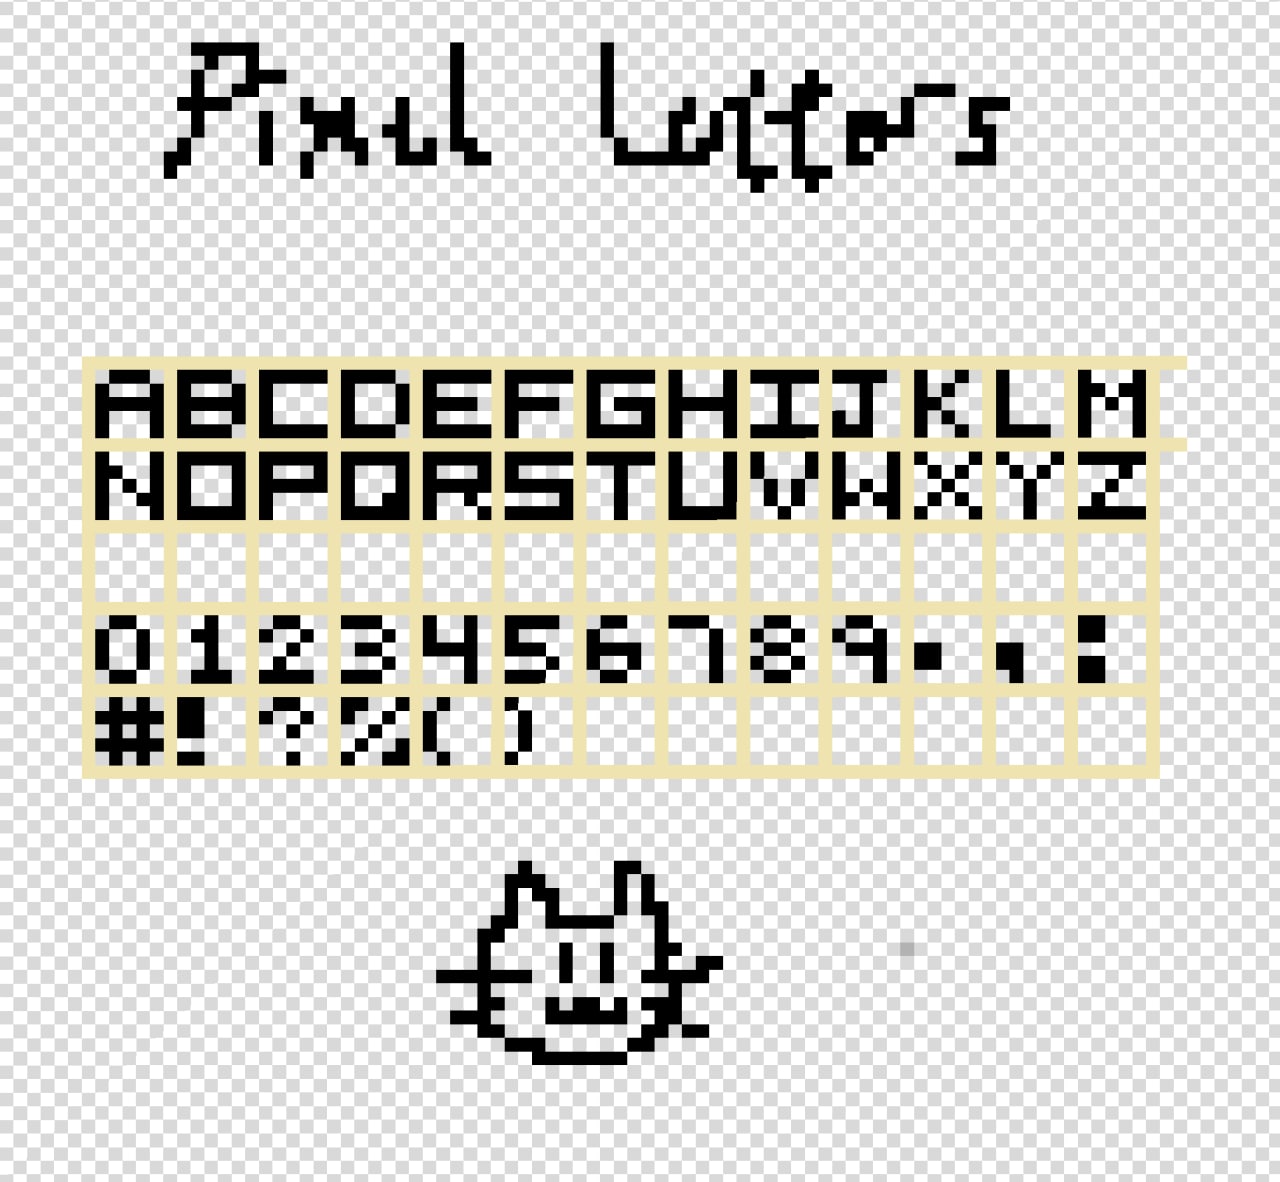 Pixel Letters
ABCDEFGHIJKLM
NOPQRSTUVWXYZ
0123456789.,:
#!?%()